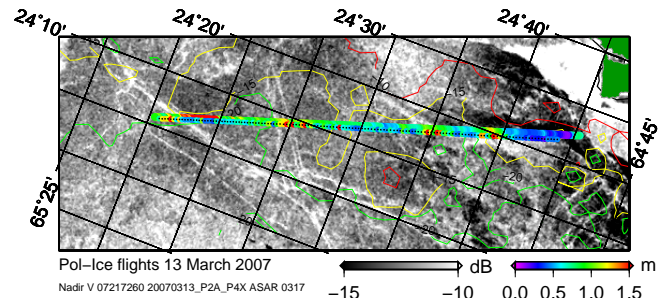 24°10' 24°20' 24°30' 24°40'
-15
10
-15
65°25'
64°45'
-20
-20
Pol–Ice flights 13 March 2007
dB
m
Nadir V 07217260 20070313_P2A_P4X ASAR 0317
−15 −10 0.0 0.5 1.0 1.5